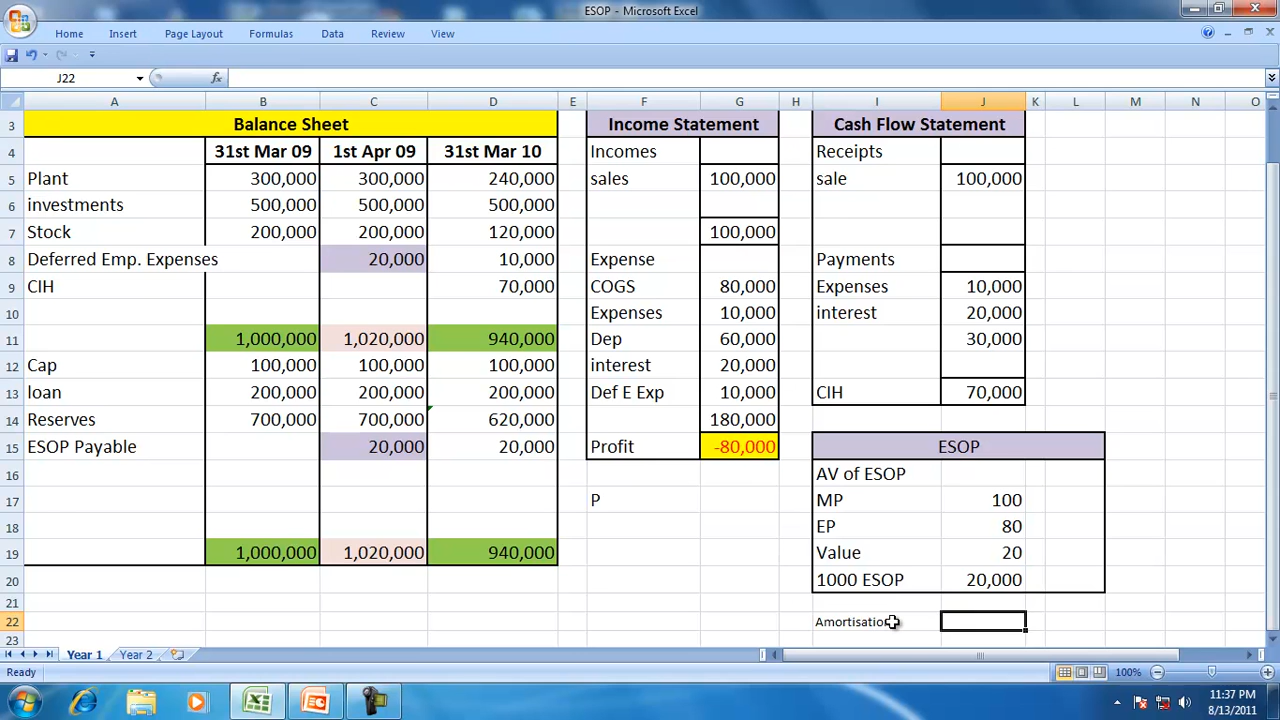 ESOP - Microsoft Excel
Home Insert Page Layout Formulas Data Review View
J22 fx
A B C D E F G H I J K L M N O
3 Balance Sheet Income Statement Cash Flow Statement
4 31st Mar 09 1st Apr 09 31st Mar 10 Incomes Receipts
5 Plant 300,000 300,000 240,000 sales 100,000 sale 100,000
6 investments 500,000 500,000 500,000
7 Stock 200,000 200,000 120,000 100,000
8 Deferred Emp. Expenses 20,000 10,000 Expense Payments
9 CIH 70,000 COGS 80,000 Expenses 10,000
10 Expenses 10,000 interest 20,000
11 1,000,000 1,020,000 940,000 Dep 60,000 30,000
12 Cap 100,000 100,000 100,000 interest 20,000
13 loan 200,000 200,000 200,000 Def E Exp 10,000 CIH 70,000
14 Reserves 700,000 700,000 620,000 180,000
15 ESOP Payable 20,000 20,000 Profit -80,000 ESOP
16 AV of ESOP
17 P MP 100
18 EP 80
19 1,000,000 1,020,000 940,000 Value 20
20 1000 ESOP 20,000
21
22 Amortisation
23
Year 1 Year 2
Ready 100%
11:37 PM
8/13/2011